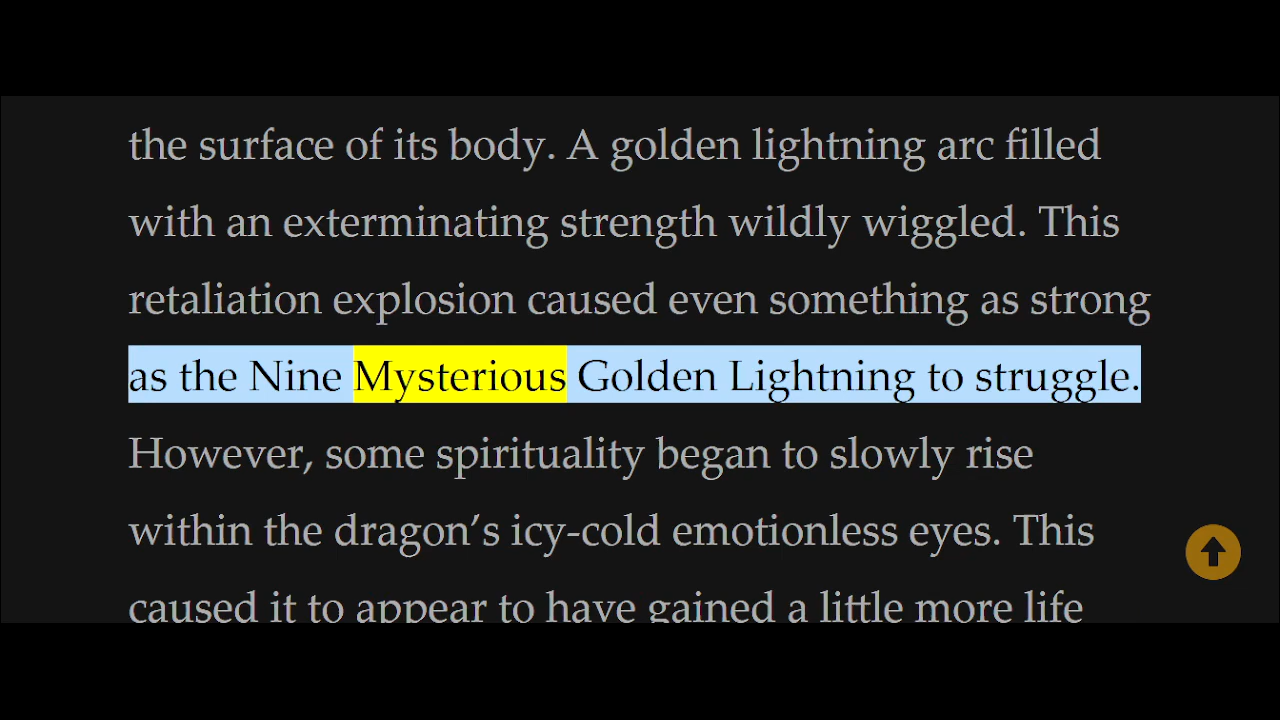 the surface of its body. A golden lightning arc filled
with an exterminating strength wildly wiggled. This
retaliation explosion caused even something as strong
as the Nine Mysterious Golden Lightning to struggle.
However, some spirituality began to slowly rise
within the dragon’s icy-cold emotionless eyes. This
caused it to appear to have gained a little more life